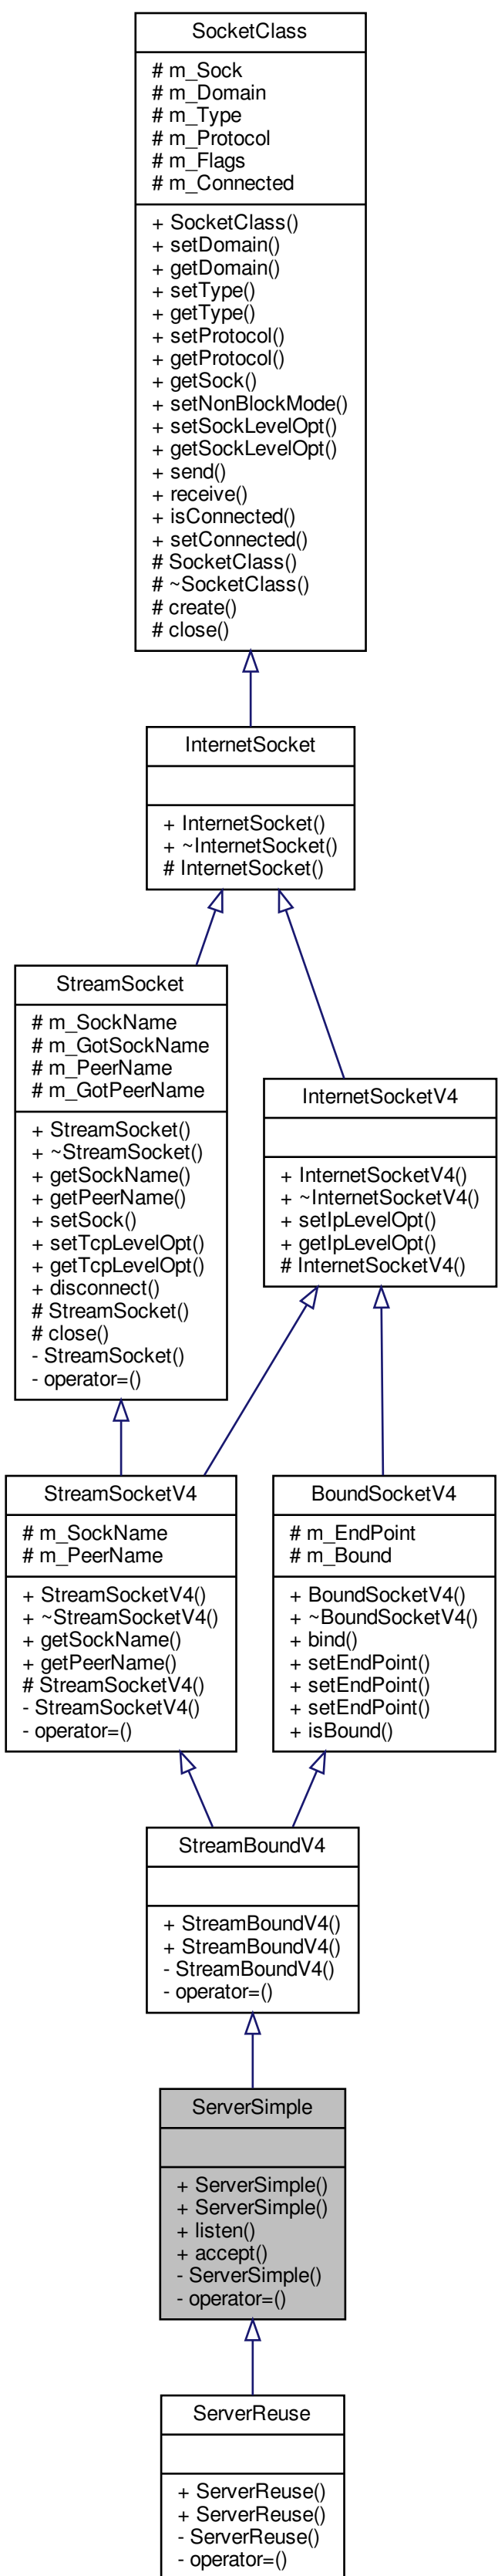 SocketClass
# m_Sock
# m_Domain
# m_Type
# m_Protocol
# m_Flags
# m_Connected
+ SocketClass()
+ setDomain()
+ getDomain()
+ setType()
+ getType()
+ setProtocol()
+ getProtocol()
+ getSock()
+ setNonBlockMode()
+ setSockLevelOpt()
+ getSockLevelOpt()
+ send()
+ receive()
+ isConnected()
+ setConnected()
# SocketClass()
# ~SocketClass()
# create()
# close()
InternetSocket
+ InternetSocket()
+ ~InternetSocket()
# InternetSocket()
StreamSocket
# m_SockName
# m_GotSockName
# m_PeerName
# m_GotPeerName
+ StreamSocket()
+ ~StreamSocket()
+ getSockName()
+ getPeerName()
+ setSock()
+ setTcpLevelOpt()
+ getTcpLevelOpt()
+ disconnect()
# StreamSocket()
# close()
- StreamSocket()
- operator=()
InternetSocketV4
+ InternetSocketV4()
+ ~InternetSocketV4()
+ setIpLevelOpt()
+ getIpLevelOpt()
# InternetSocketV4()
StreamSocketV4
# m_SockName
# m_PeerName
+ StreamSocketV4()
+ ~StreamSocketV4()
+ getSockName()
+ getPeerName()
# StreamSocketV4()
- StreamSocketV4()
- operator=()
BoundSocketV4
# m_EndPoint
# m_Bound
+ BoundSocketV4()
+ ~BoundSocketV4()
+ bind()
+ setEndPoint()
+ setEndPoint()
+ setEndPoint()
+ isBound()
StreamBoundV4
+ StreamBoundV4()
+ StreamBoundV4()
- StreamBoundV4()
- operator=()
ServerSimple
+ ServerSimple()
+ ServerSimple()
+ listen()
+ accept()
- ServerSimple()
- operator=()
ServerReuse
+ ServerReuse()
+ ServerReuse()
- ServerReuse()
- operator=()